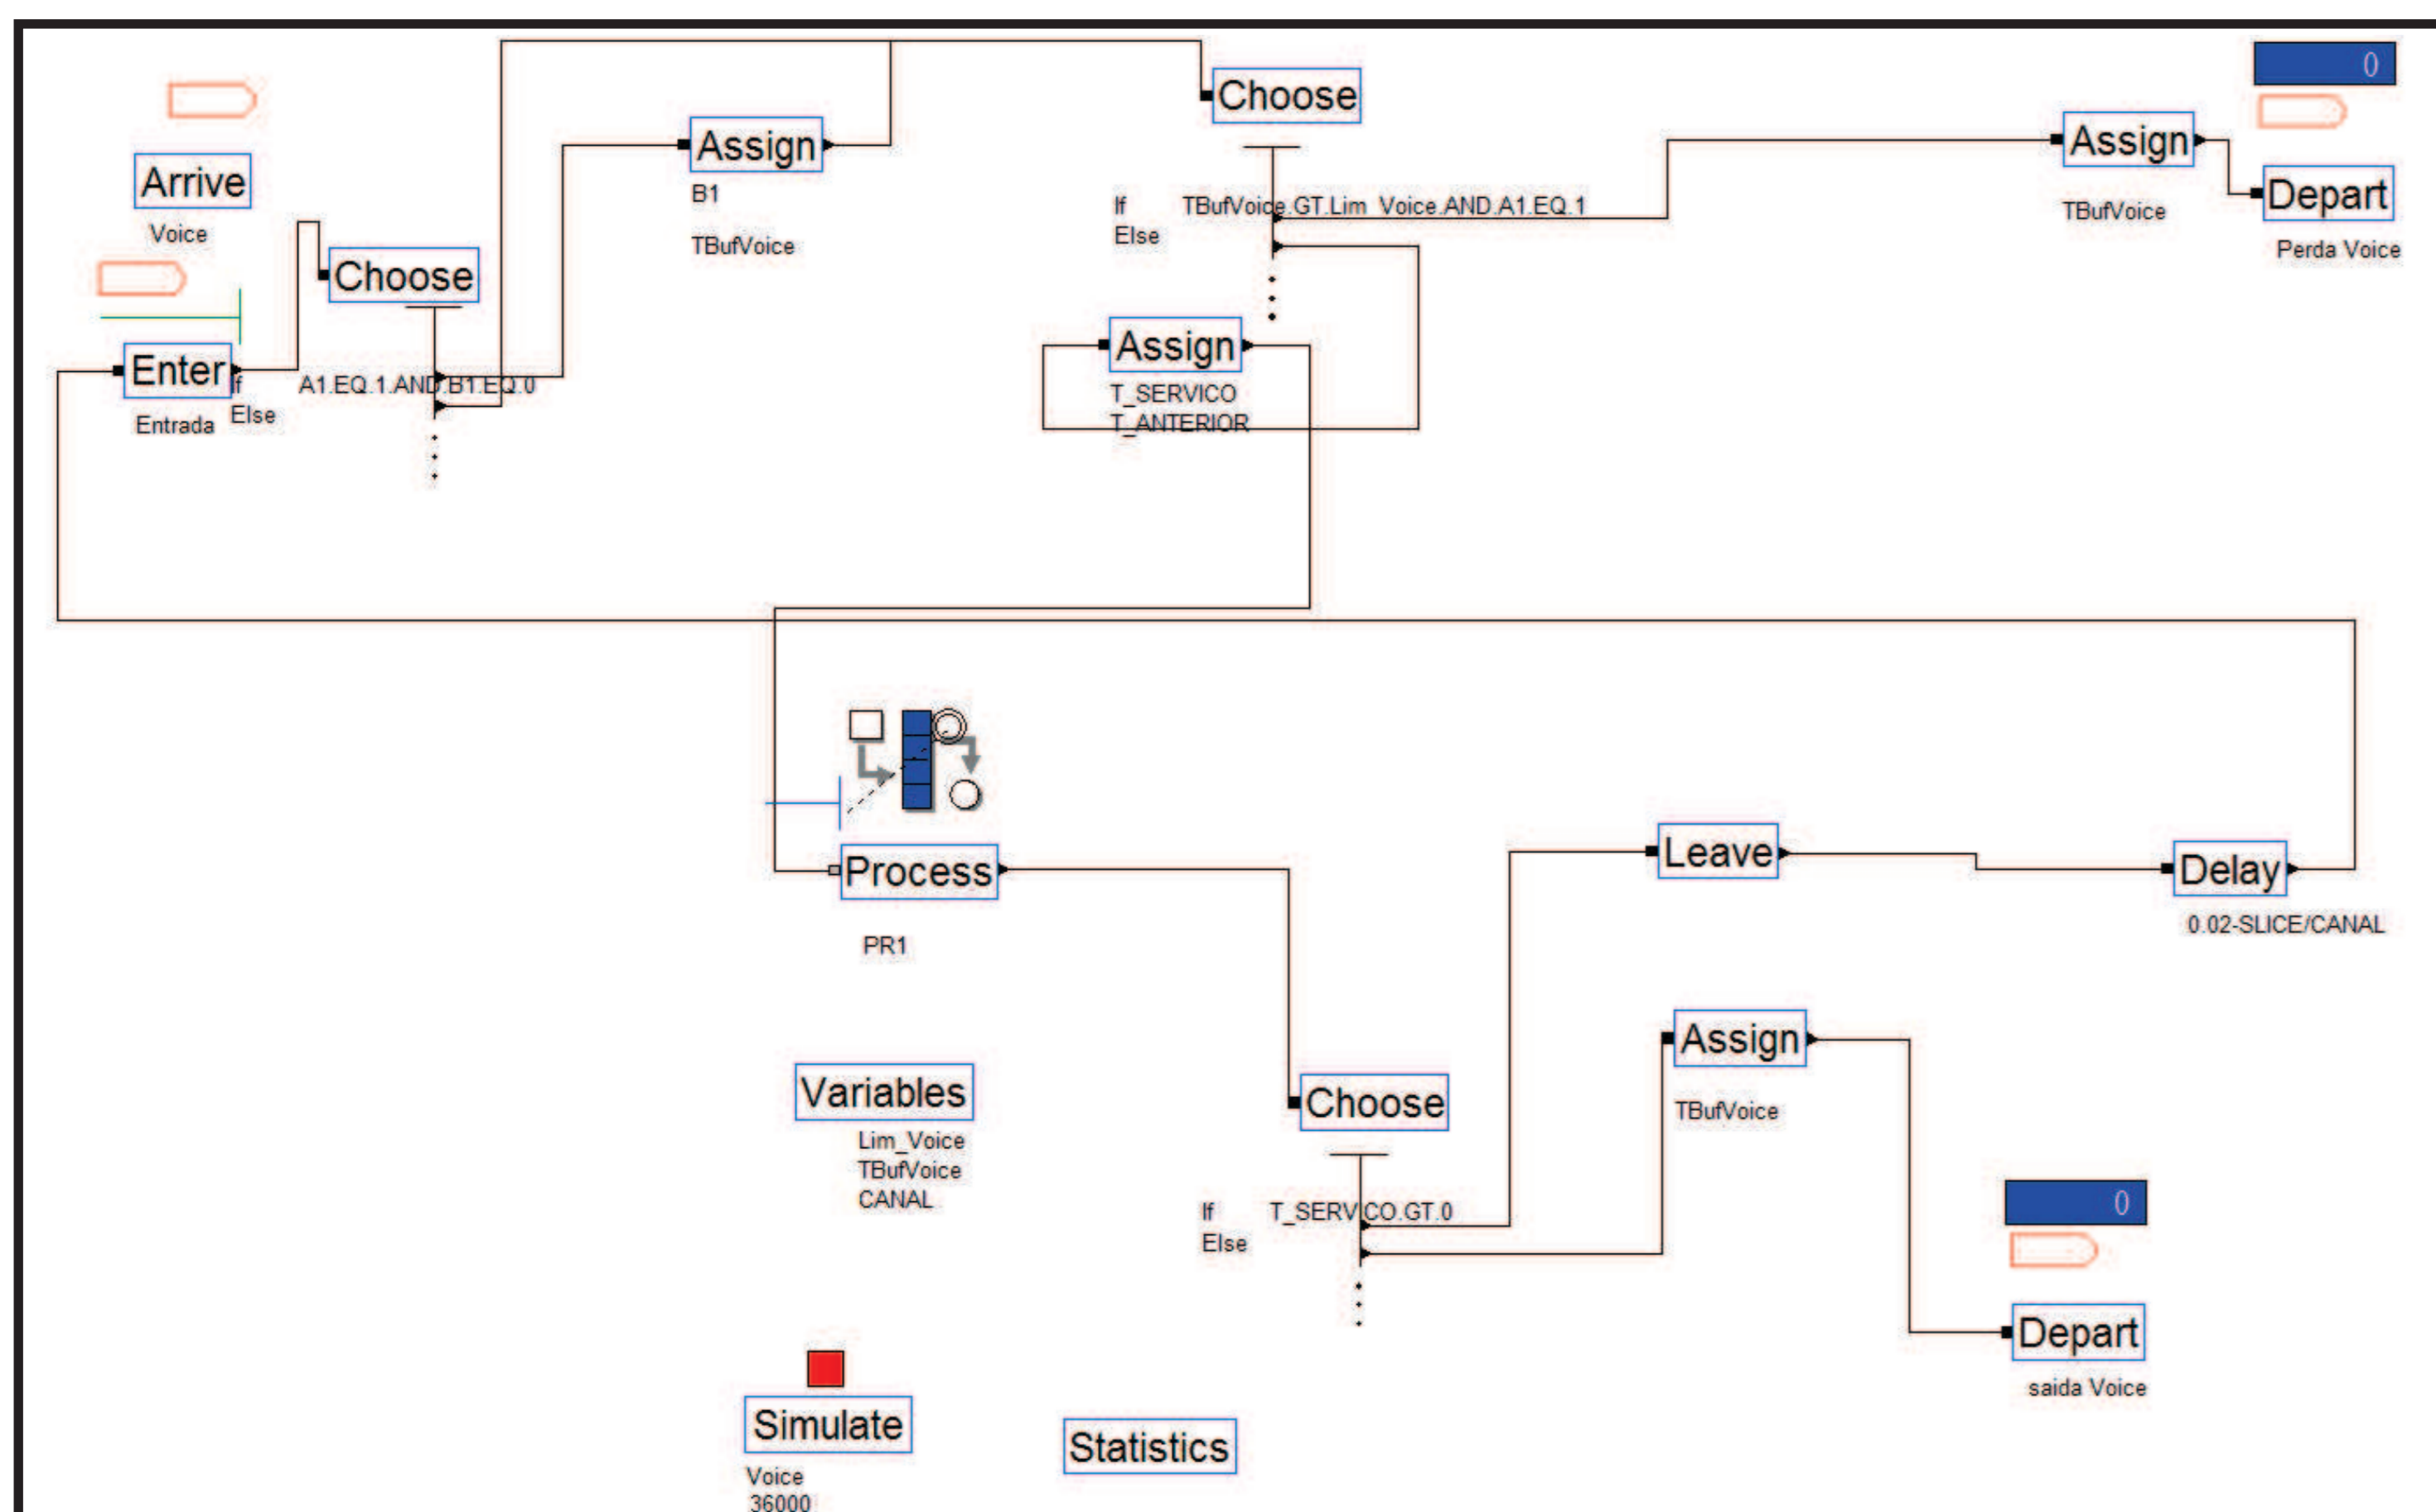 0
Choose
Assign
Assign
Arrive
B1
If TBufVoice.GT.Lim_Voice.AND.A1.EQ.1
Depart
Voice
TBufVoice
Else
TBufVoice
Perda Voice
Choose
Assign
Enter
If A1.EQ.1.AND.B1.EQ.0
T_SERVICO
Entrada
Else
T_ANTERIOR
Process
Leave
Delay
PR1
0.02-SLICE/CANAL
Assign
Variables
Choose
TBufVoice
Lim_Voice
TBufVoice
CANAL
If T_SERVICO.GT.0
0
Else
Depart
saida Voice
Simulate
Statistics
Voice
36000